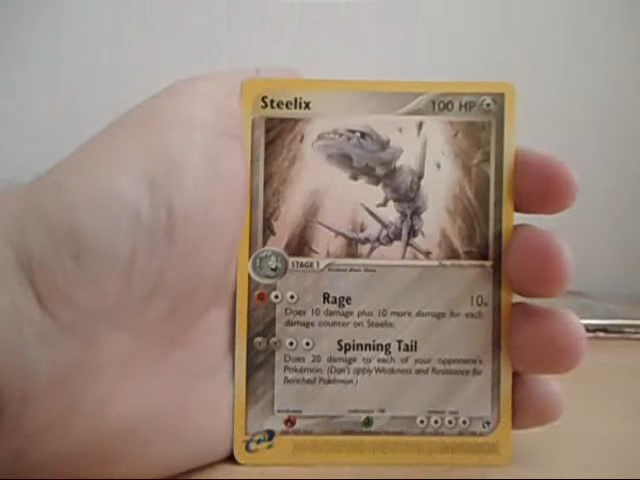 Steelix 100 HP
STAGE 1
Rage 10+
Does 10 damage plus 10 more damage for each
damage counter on Steelix.
Spinning Tail
Does 20 damage to each of your opponent's
Pokémon. (Don't apply Weakness and Resistance for
Benched Pokémon.)
weakness resistance retreat cost